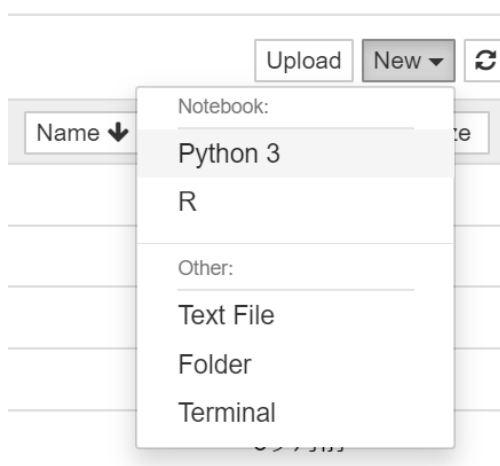 Upload New
Name
Notebook:
Python 3
R
Other:
Text File
Folder
Terminal